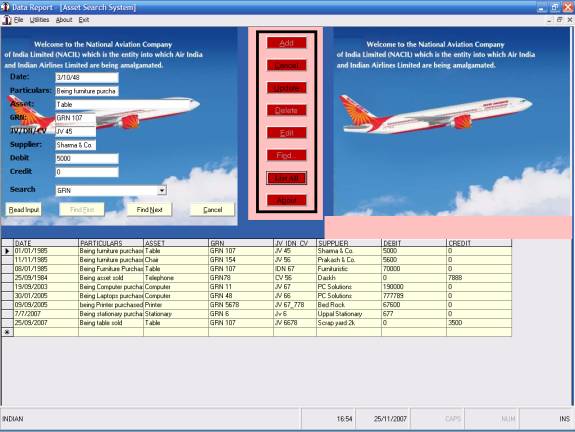 Data Report - [Asset Search System]
File Utilities About Exit
Welcome to the National Aviation Company
of India Limited (NACIL) which is the entity into which Air India
and Indian Airlines Limited are being amalgamated.
Date: 3/10/48
Particulars: Being furniture purcha
Asset: Table
GRN: GRN 107
JV/DN/CV JV 45
Supplier: Sharma & Co.
Debit 5000
Credit 0
Search GRN
Read Input Find First Find Next Cancel
Add
Cancel
Update
Delete
Edit
Find...
List All
About
Welcome to the National Aviation Company
of India Limited (NACIL) which is the entity into which Air India
and Indian Airlines Limited are being amalgamated.
DATE PARTICULARS ASSET GRN JV_IDN_CV SUPPLIER DEBIT CREDIT
01/01/1985 Being furniture purchas Table GRN 107 JV 45 Sharma & Co. 5000 0
11/11/1985 Being furniture purchas Chair GRN 154 JV 56 Prakash & Co. 5600 0
08/01/1985 Being Furniture Purchas Table GRN 107 IDN 67 Furnituristic 70000 0
25/09/1984 Being asset sold Telephone GRN78 CV 56 Daskh 0 7888
19/09/2003 Being Computer purcha Computer GRN 11 JV 67 PC Solutions 190000 0
30/01/2005 Being Laptops purchase Computer GRN 48 JV 66 PC Solutions 777789 0
09/09/2005 being Printer purchased Printer GRN 5678 JV 67_778 Bed Rock 67600 0
7/7/2007 Being stationary purcha Stationary GRN 6 Jv 6 Uppal Stationary 677 0
25/09/2007 Being table sold Table GRN 107 JV 6678 Scrap yard 2k 0 3500
INDIAN 16:54 25/11/2007 CAPS NUM INS